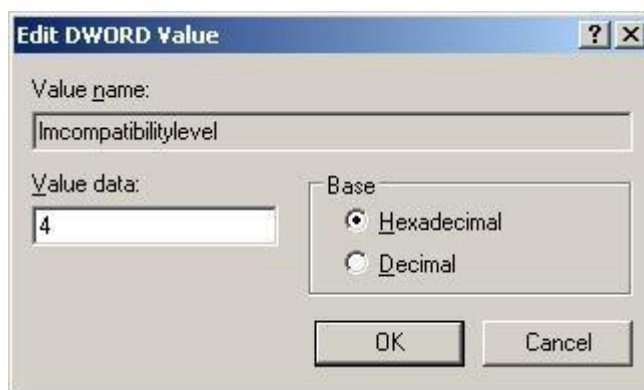 Edit DWORD Value
Value name:
lmcompatibilitylevel
Value data:
4
Base
Hexadecimal
Decimal
OK
Cancel